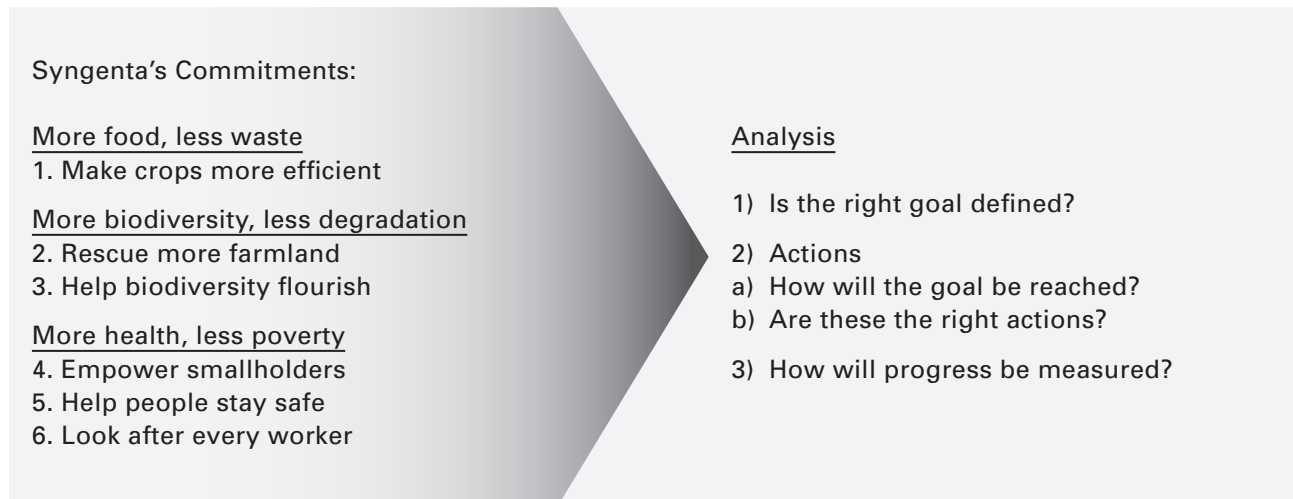 Syngenta’s Commitments:
More food, less waste
1. Make crops more efficient
More biodiversity, less degradation
2. Rescue more farmland
3. Help biodiversity flourish
More health, less poverty
4. Empower smallholders
5. Help people stay safe
6. Look after every worker
Analysis
1) Is the right goal defined?
2) Actions
a) How will the goal be reached?
b) Are these the right actions?
3) How will progress be measured?